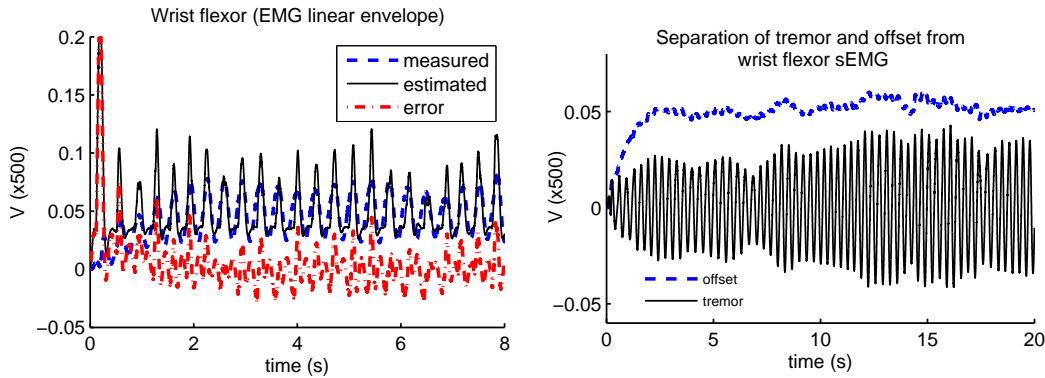 Wrist flexor (EMG linear envelope)
V (x500)
0.2
0.15
0.1
0.05
0
−0.05
measured
estimated
error
0 2 4 6 8
time (s)
Separation of tremor and offset from
wrist flexor sEMG
V (x500)
0.05
0
−0.05
offset
tremor
0 5 10 15 20
time (s)